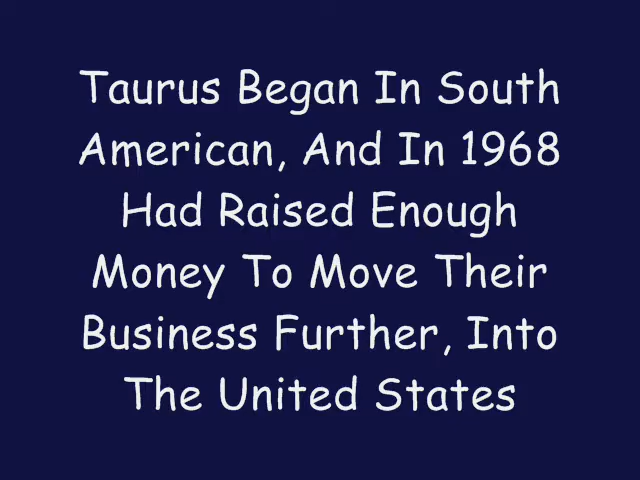 Taurus Began In South
American, And In 1968
Had Raised Enough
Money To Move Their
Business Further, Into
The United States